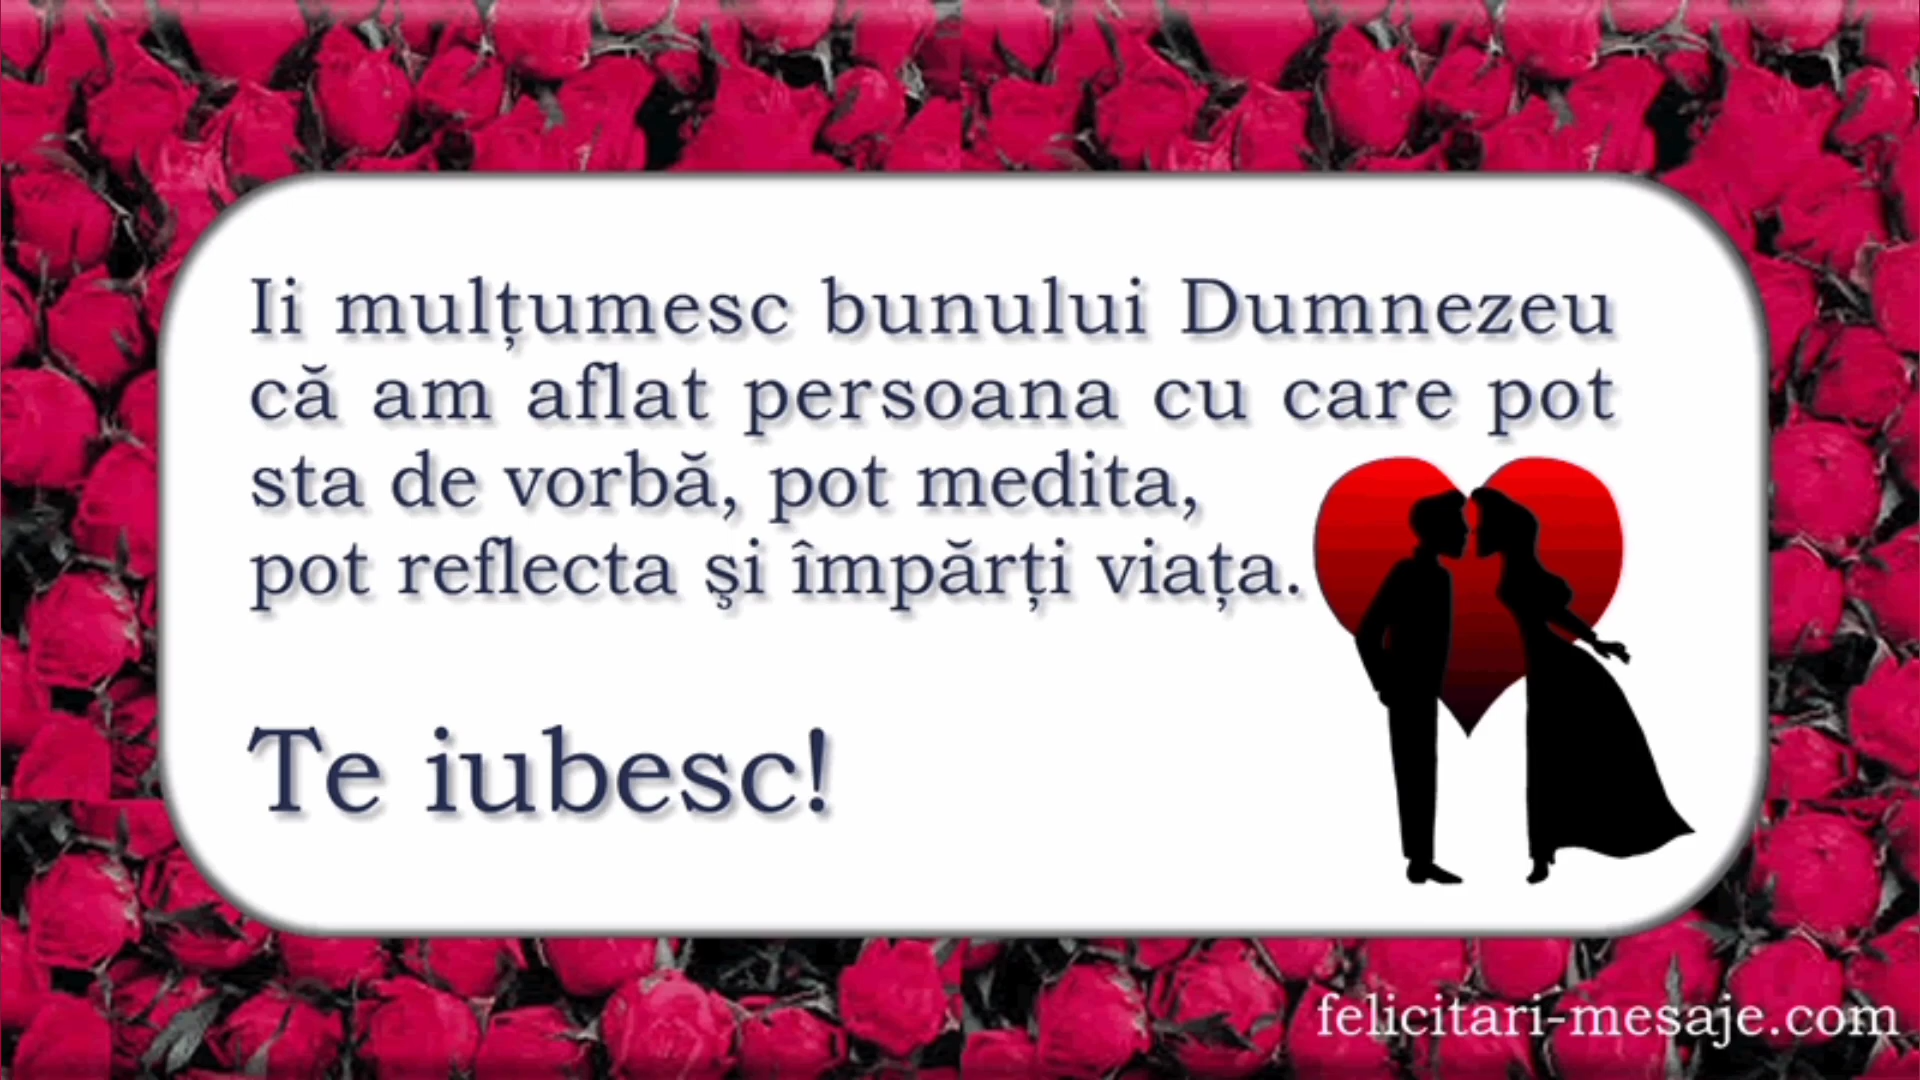 Ii mulțumesc bunului Dumnezeu
că am aflat persoana cu care pot
sta de vorbă, pot medita,
pot reflecta şi împărți viața.
Te iubesc!
felicitari-mesaje.com